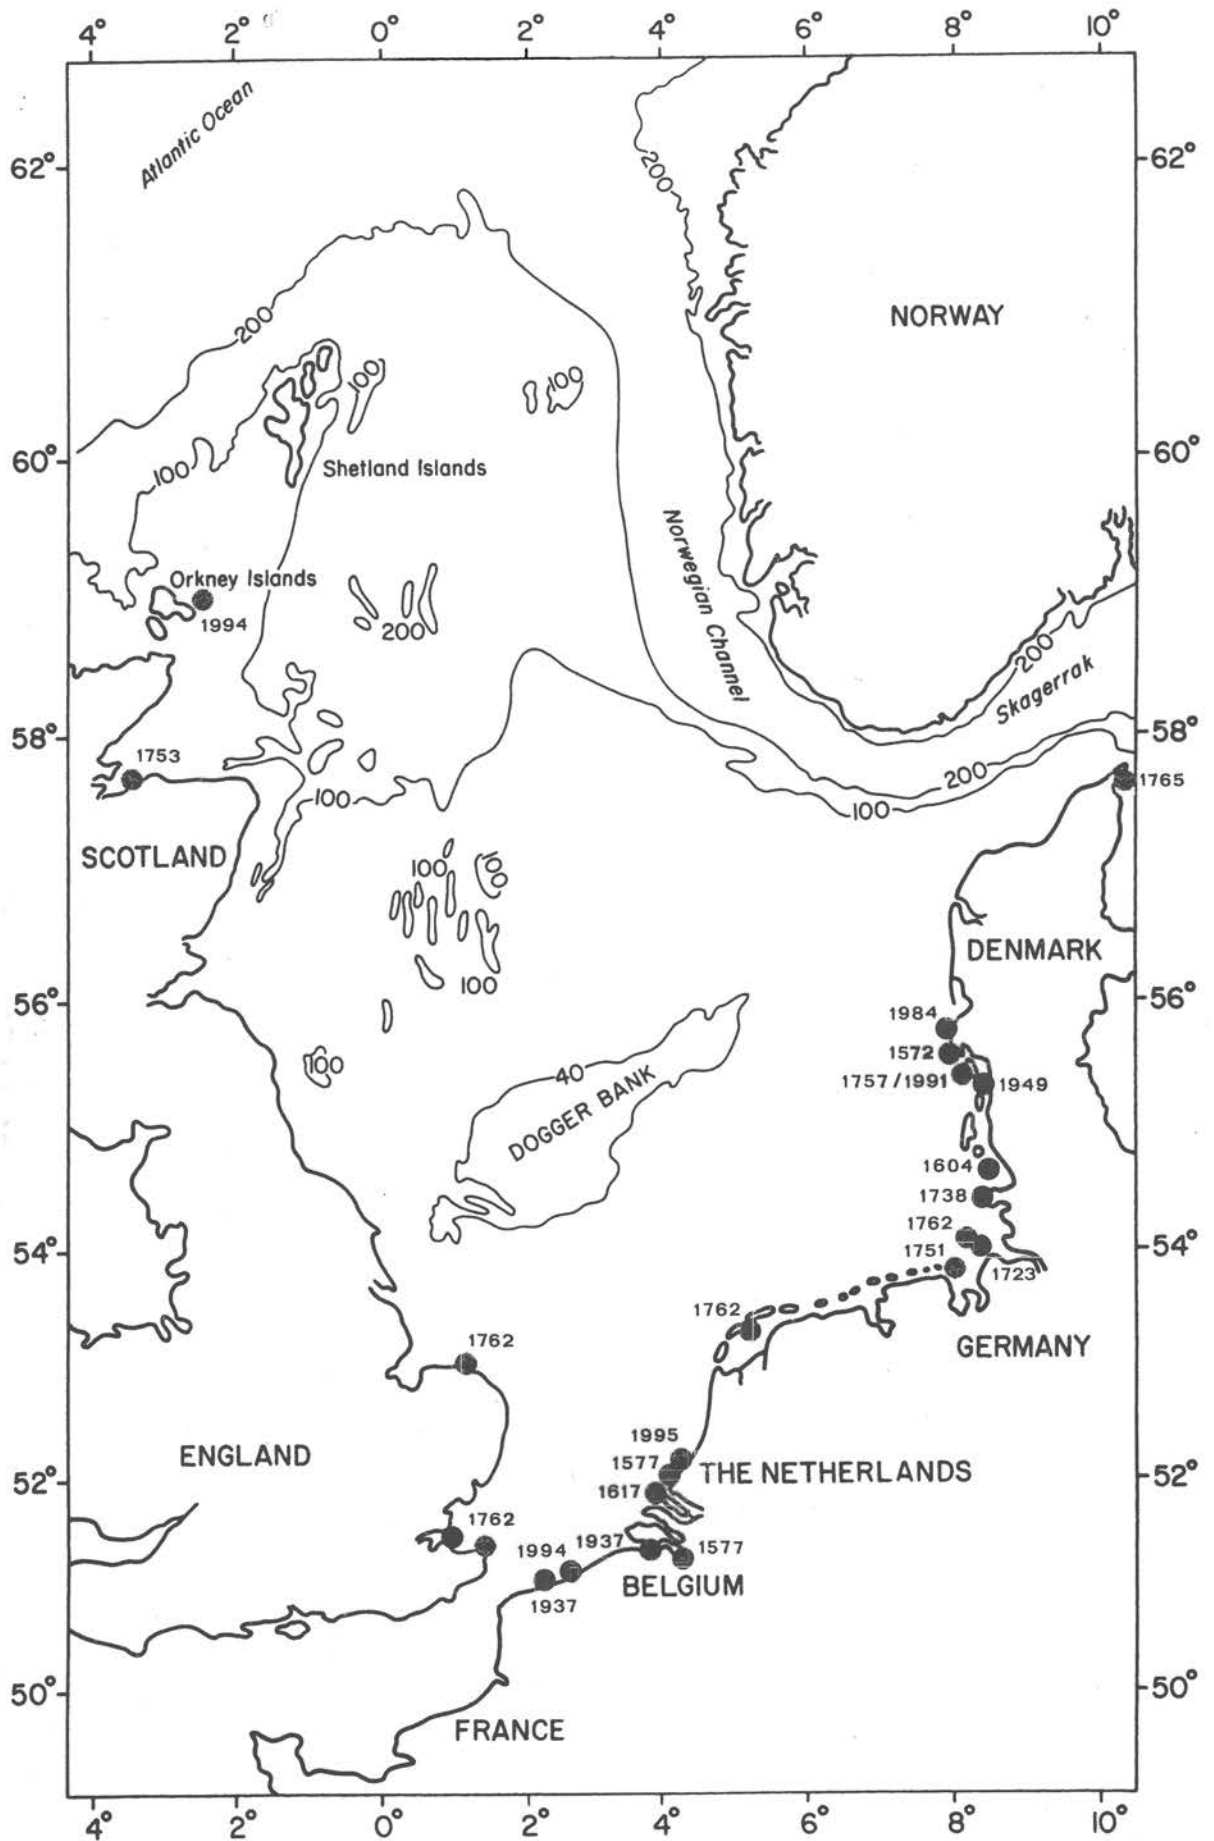 4° 2° 0° 2° 4° 6° 8° 10°
Atlantic Ocean
62° 62°
200
NORWAY
200
100 100
60° 60°
100
Shetland Islands
Norwegian Channel
Orkney Islands
1994
200
200
Skagerrak
58° 58°
1753
200
1765
100
100
SCOTLAND
100 100
DENMARK
100
56° 56°
1984
1572
100
40
1757/1991
1949
DOGGER BANK
1604
1738
1762
1751
54° 54°
1723
1762
1762
GERMANY
1995
ENGLAND
1577
THE NETHERLANDS
52° 52°
1617
1762
1994
1937
1577
BELGIUM
1937
50° 50°
FRANCE
4° 2° 0° 2° 4° 6° 8° 10°